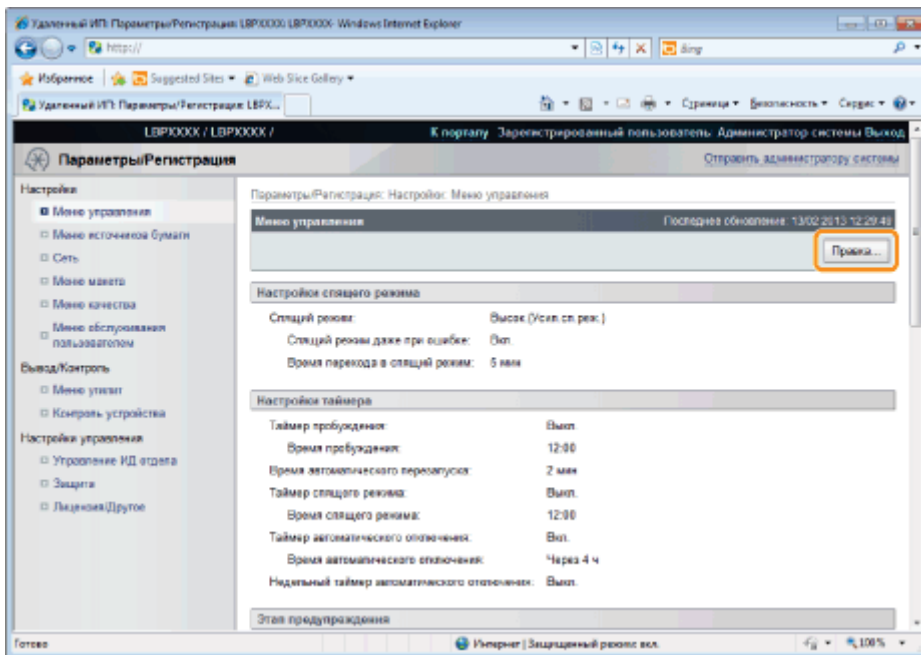 Удаленный ИП: Параметры/Регистрация: LBPXXXX: LBPXXXX- Windows Internet Explorer
http://
Bing
Избранное Suggested Sites Web Slice Gallery
Удаленный ИП: Параметры/Регистрация: LBPX... Страница Безопасность Сервис
LBPXXXX / LBPXXXX / К порталу Зарегистрированный пользователь: Администратор системы Выход
Параметры/Регистрация Отправить администратору системы
Настройки
Меню управления
Меню источников бумаги
Сеть
Меню макета
Меню качества
Меню обслуживания пользователем
Вывод/Контроль
Меню утилит
Контроль устройства
Настройки управления
Управление ИД отдела
Защита
Лицензия/Другое
Параметры/Регистрация: Настройки: Меню управления
Меню управления Последнее обновление: 13/02 2013 12:29:48
Правка...
Настройки спящего режима
Спящий режим: Высок.(Усил.сп.реж.)
Спящий режим даже при ошибке: Вкл.
Время перехода в спящий режим: 5 мин
Настройки таймера
Таймер пробуждения: Выкл.
Время пробуждения: 12:00
Время автоматического перезапуска: 2 мин
Таймер спящего режима: Выкл.
Время спящего режима: 12:00
Таймер автоматического отключения: Вкл.
Время автоматического отключения: Через 4 ч
Недельный таймер автоматического отключения: Выкл.
Этап предупреждения
Готово Интернет | Защищенный режим: вкл. 100%